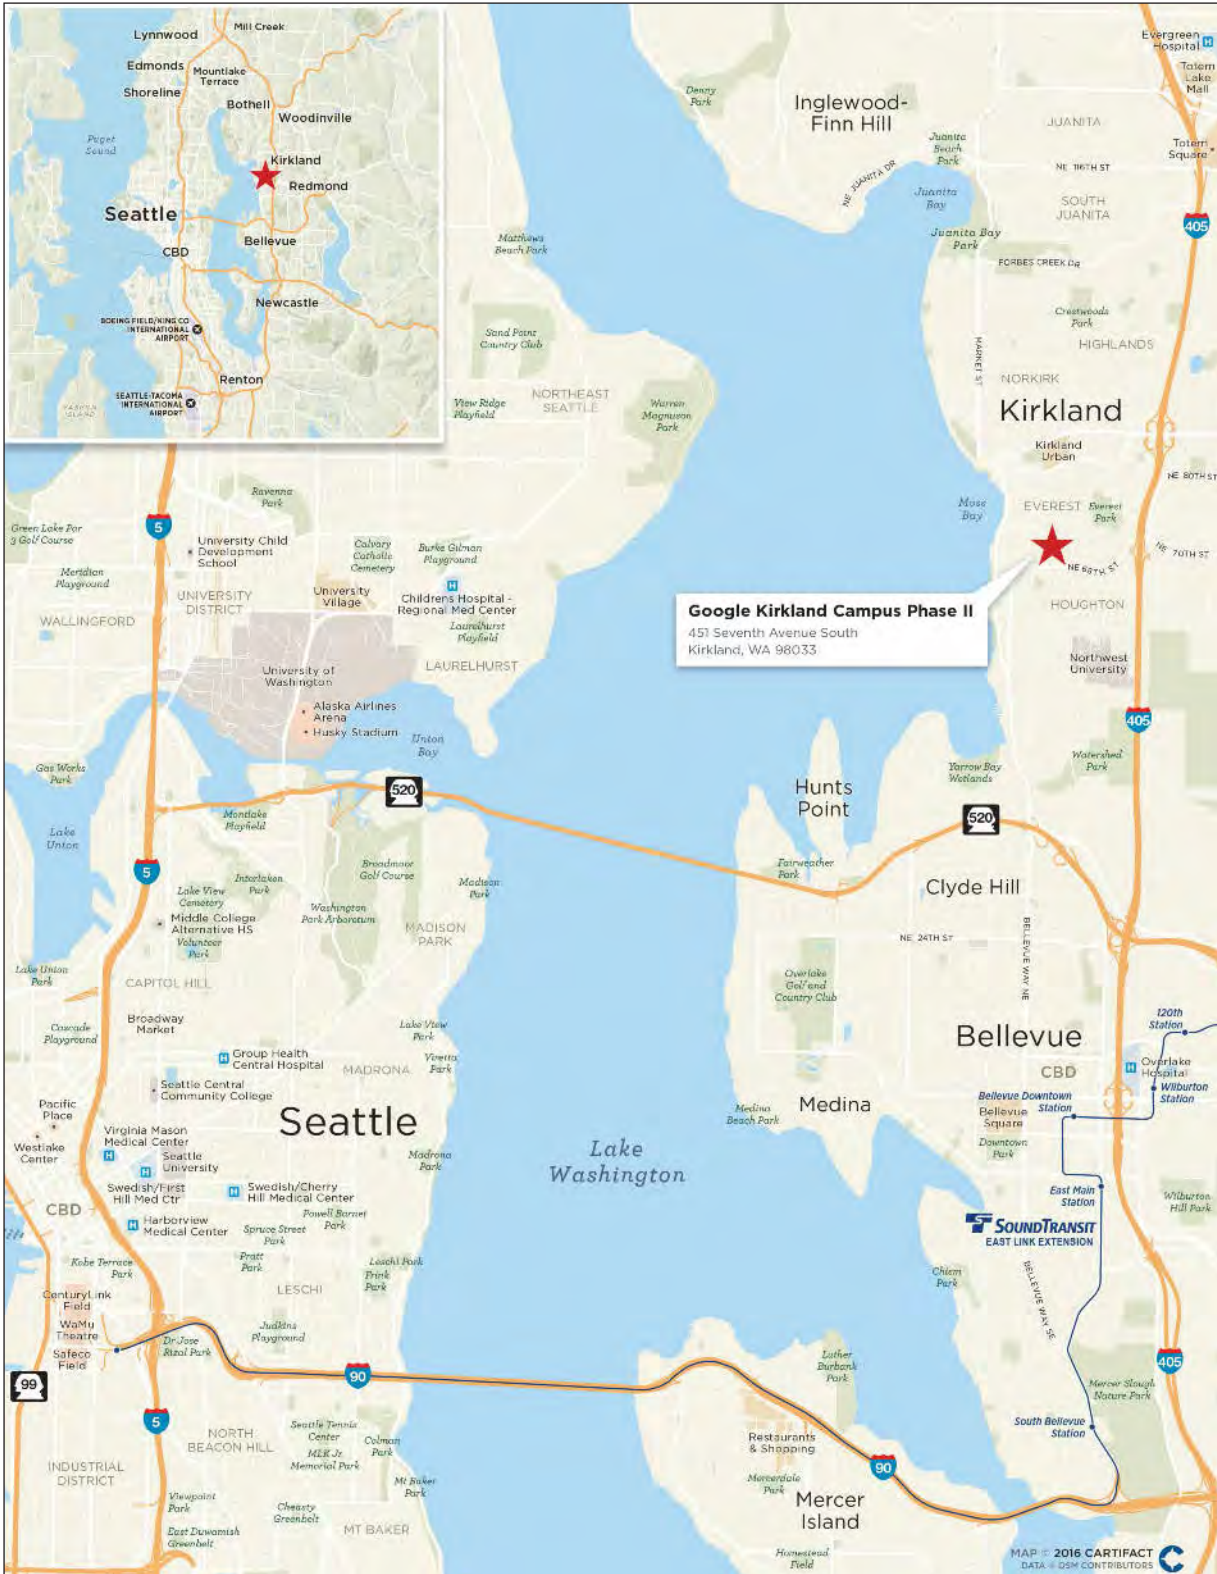 Lynnwood
Mill Creek
Edmonds
Mountlake
Terrace
Shoreline
Bothell
Woodinville
Puget
Sound
Kirkland
Redmond
Seattle
Bellevue
CBD
Newcastle
BOEING FIELD/KING CO
INTERNATIONAL
AIRPORT
Renton
SEATTLE-TACOMA
INTERNATIONAL
AIRPORT
VASHON
ISLAND
Evergreen
Hospital
H
Totem
Lake
Mall
Denny
Park
Inglewood-
Finn Hill
JUANITA
Juanita
Beach
Park
Totem
Square
NE 116TH ST
NE JUANITA DR
Juanita
Bay
SOUTH
JUANITA
405
Juanita Bay
Park
Matthews
Beach Park
FORBES CREEK DR
Crestwoods
Park
Sand Point
Country Club
HIGHLANDS
MARKET ST
NORKIRK
NORTHEAST
SEATTLE
View Ridge
Playfield
Warren
Magnuson
Park
Kirkland
Kirkland
Urban
NE 80TH ST
Ravenna
Park
Moss
Bay
EVEREST
Everest
Park
5
Green Lake Par
3 Golf Course
University Child
Development
School
Calvary
Catholic
Cemetery
Burke Gilman
Playground
NE 70TH ST
NE 68TH ST
Meridian
Playground
UNIVERSITY
DISTRICT
University
Village
H
Childrens Hospital -
Regional Med Center
Google Kirkland Campus Phase II
451 Seventh Avenue South
Kirkland, WA 98033
HOUGHTON
WALLINGFORD
Laurelhurst
Playfield
LAURELHURST
University of
Washington
Northwest
University
Alaska Airlines
Arena
Husky Stadium
Union
Bay
405
Gas Works
Park
Yarrow Bay
Wetlands
Watershed
Park
520
Hunts
Point
520
Montlake
Playfield
Lake
Union
5
Broadmoor
Golf Course
Fairweather
Park
Interlaken
Park
Lake View
Cemetery
Madison
Park
Clyde Hill
Washington
Park Arboretum
Middle College
Alternative HS
Volunteer
Park
MADISON
PARK
NE 24TH ST
BELLEVUE WAY NE
Lake Union
Park
CAPITOL HILL
Overlake
Golf and
Country Club
Broadway
Market
Cascade
Playground
Lake View
Park
120th
Station
Bellevue
H
Group Health
Central Hospital
Viretta
Park
MADRONA
CBD
H
Overlake
Hospital
Seattle Central
Community College
Wilburton
Station
Bellevue Downtown
Station
Pacific
Place
Medina
Beach Park
Medina
Bellevue
Square
Seattle
Virginia Mason
Medical Center
Westlake
Center
H
Seattle
University
H
Lake
Washington
Madrona
Park
Downtown
Park
Swedish/First
Hill Med Ctr
H
Swedish/Cherry
Hill Medical Center
East Main
Station
Wilburton
Hill Park
CBD
H
Harborview
Medical Center
Powell Barnet
Park
Spruce Street
Park
SOUNDTRANSIT
EAST LINK EXTENSION
Kobe Terrace
Park
Pratt
Park
Leschi Park
Frink
Park
Chism
Park
BELLEVUE WAY SE
LESCHI
CenturyLink
Field
WaMu
Theatre
Safeco
Field
Judkins
Playground
Dr Jose
Rizal Park
Luther
Burbank
Park
405
90
99
Mercer Slough
Nature Park
5
NORTH
BEACON HILL
Seattle Tennis
Center
MLK Jr.
Memorial Park
Colman
Park
South Bellevue
Station
Restaurants
& Shopping
90
INDUSTRIAL
DISTRICT
Mercerdale
Park
Mt Baker
Park
Viewpoint
Park
Cheasty
Greenbelt
Mercer
Island
East Duwamish
Greenbelt
MT BAKER
Homestead
Field
MAP © 2016 CARTIFACT
DATA © OSM CONTRIBUTORS